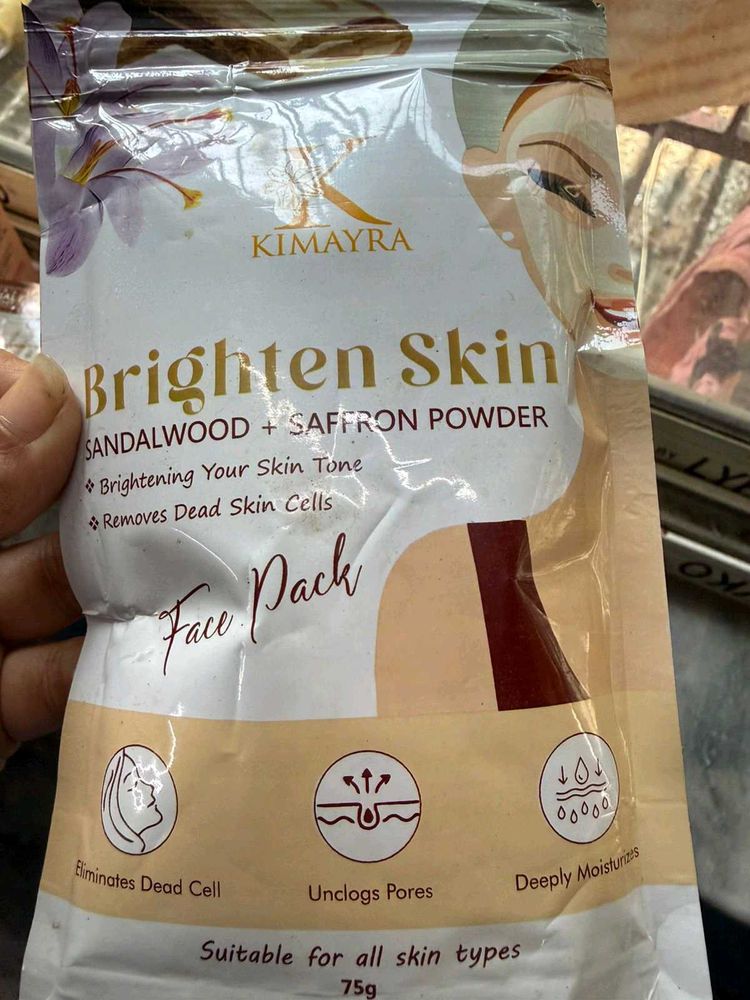 KIMAYRA
Brighten Skin
SANDALWOOD + SAFFRON POWDER
❖ Brightening Your Skin Tone
❖ Removes Dead Skin Cells
Face Pack
Eliminates Dead Cell
Unclogs Pores
Deeply Moisturizes
Suitable for all skin types
75g